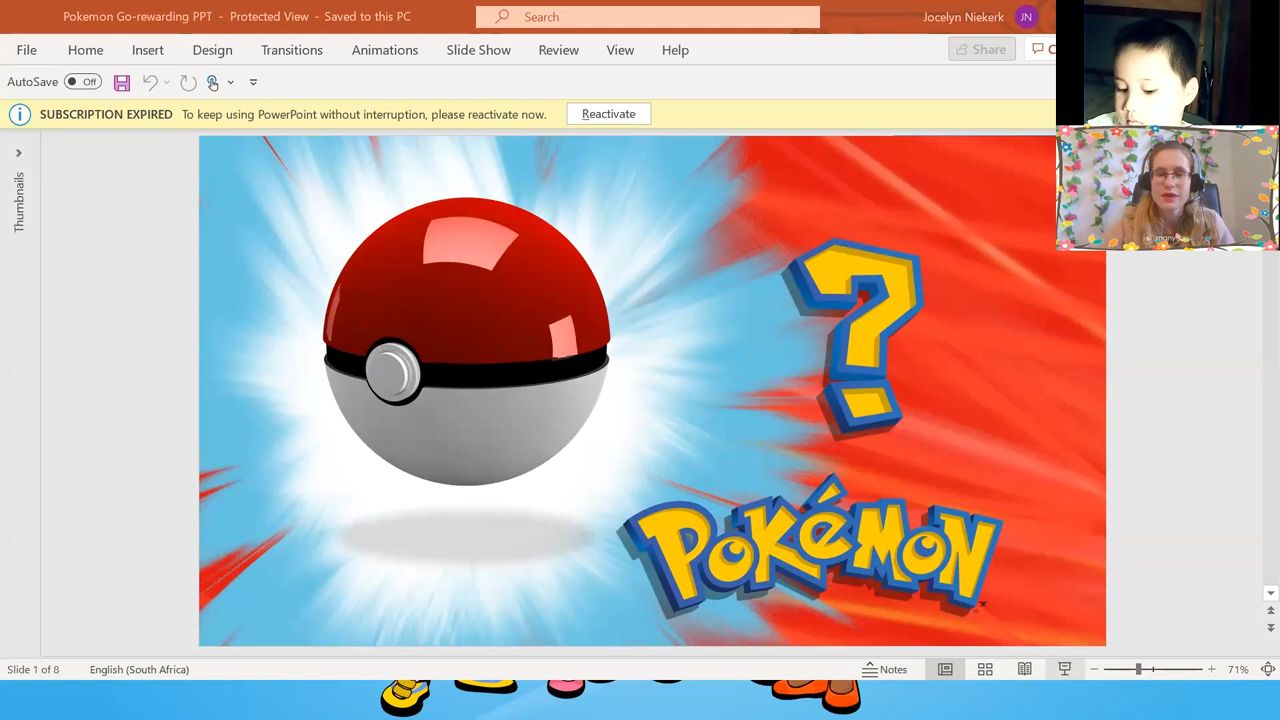 Pokemon Go-rewarding PPT - Protected View - Saved to this PC
Search
Jocelyn Niekerk
JN
File Home Insert Design Transitions Animations Slide Show Review View Help
Share
C
AutoSave Off
SUBSCRIPTION EXPIRED To keep using PowerPoint without interruption, please reactivate now. Reactivate
Thumbnails
?
POKéMON
Slide 1 of 8 English (South Africa) Notes 71%